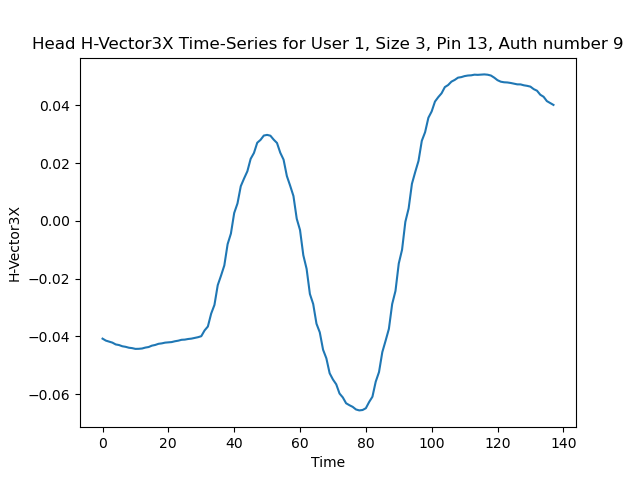 Head H-Vector3X Time-Series for User 1, Size 3, Pin 13, Auth number 9
H-Vector3X
0.04
0.02
0.00
−0.02
−0.04
−0.06
0 20 40 60 80 100 120 140
Time